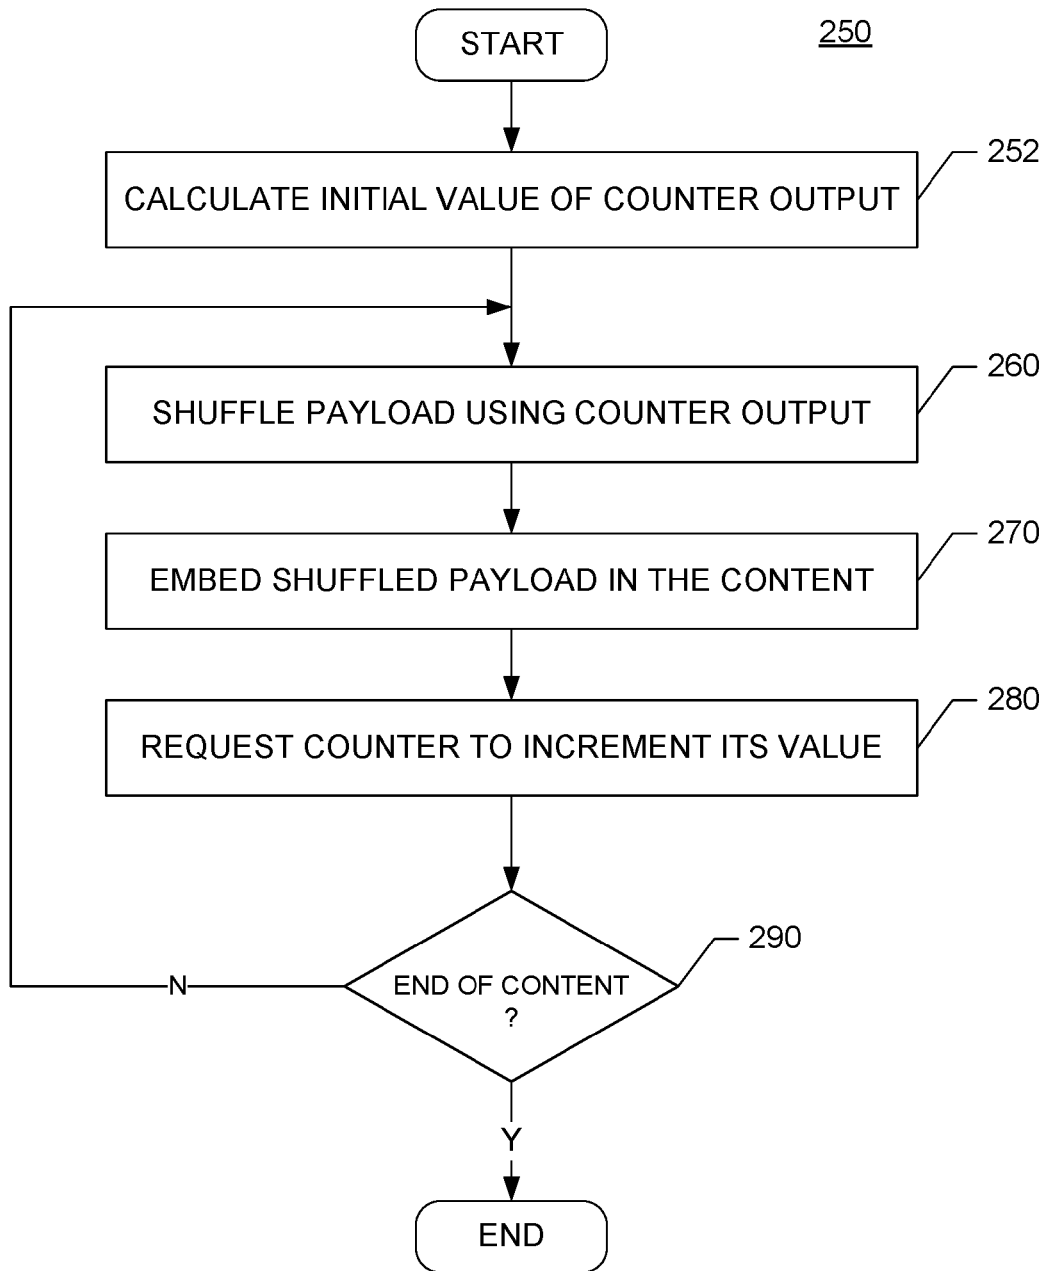 START
250
CALCULATE INITIAL VALUE OF COUNTER OUTPUT
252
SHUFFLE PAYLOAD USING COUNTER OUTPUT
260
EMBED SHUFFLED PAYLOAD IN THE CONTENT
270
REQUEST COUNTER TO INCREMENT ITS VALUE
280
END OF CONTENT
?
290
N
Y
END